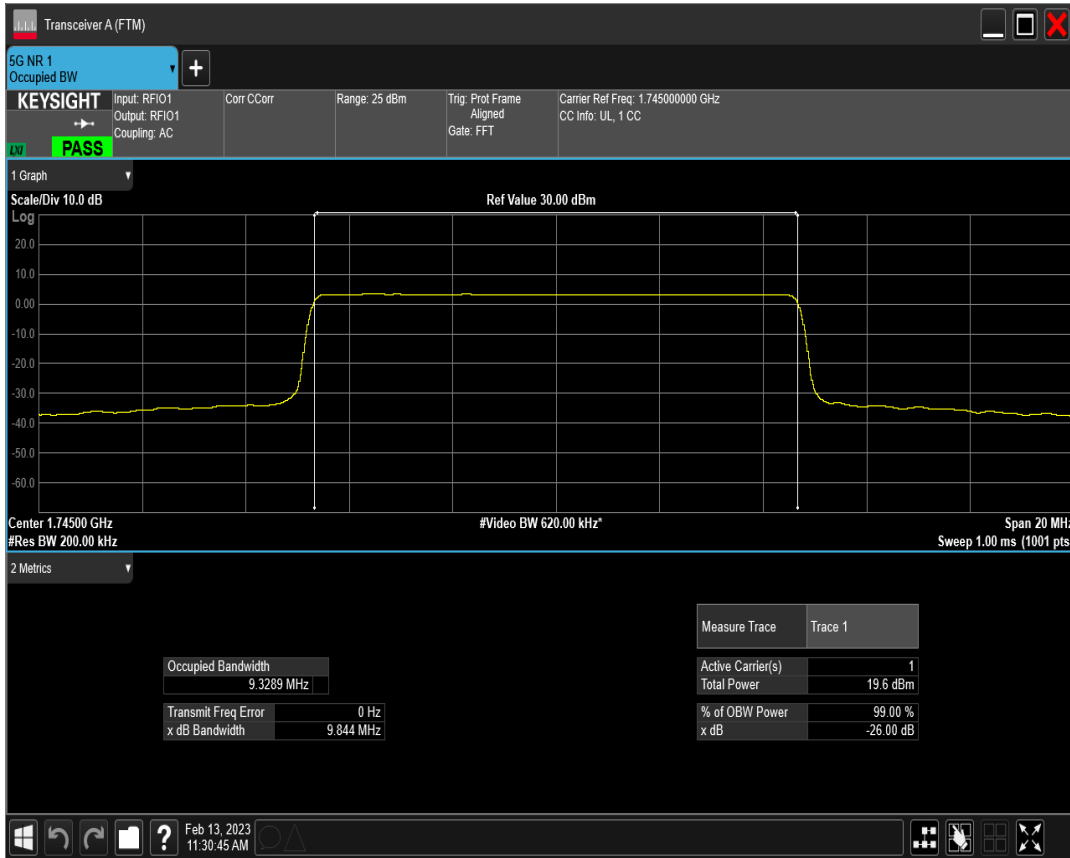 Transceiver A (FTM)
5G NR 1
Occupied BW
+
KEYSIGHT
LXI
PASS
Input: RFIO1
Output: RFIO1
Coupling: AC
Corr CCorr
Range: 25 dBm
Trig: Prot Frame
Aligned
Gate: FFT
Carrier Ref Freq: 1.745000000 GHz
CC Info: UL, 1 CC
1 Graph
Scale/Div 10.0 dB
Ref Value 30.00 dBm
Log
20.0
10.0
0.00
-10.0
-20.0
-30.0
-40.0
-50.0
-60.0
Center 1.74500 GHz
#Video BW 620.00 kHz*
Span 20 MHz
#Res BW 200.00 kHz
Sweep 1.00 ms (1001 pts
2 Metrics
Measure Trace Trace 1
Occupied Bandwidth
9.3289 MHz
Active Carrier(s) 1
Total Power 19.6 dBm
Transmit Freq Error 0 Hz
x dB Bandwidth 9.844 MHz
% of OBW Power 99.00 %
x dB -26.00 dB
?
Feb 13, 2023
11:30:45 AM